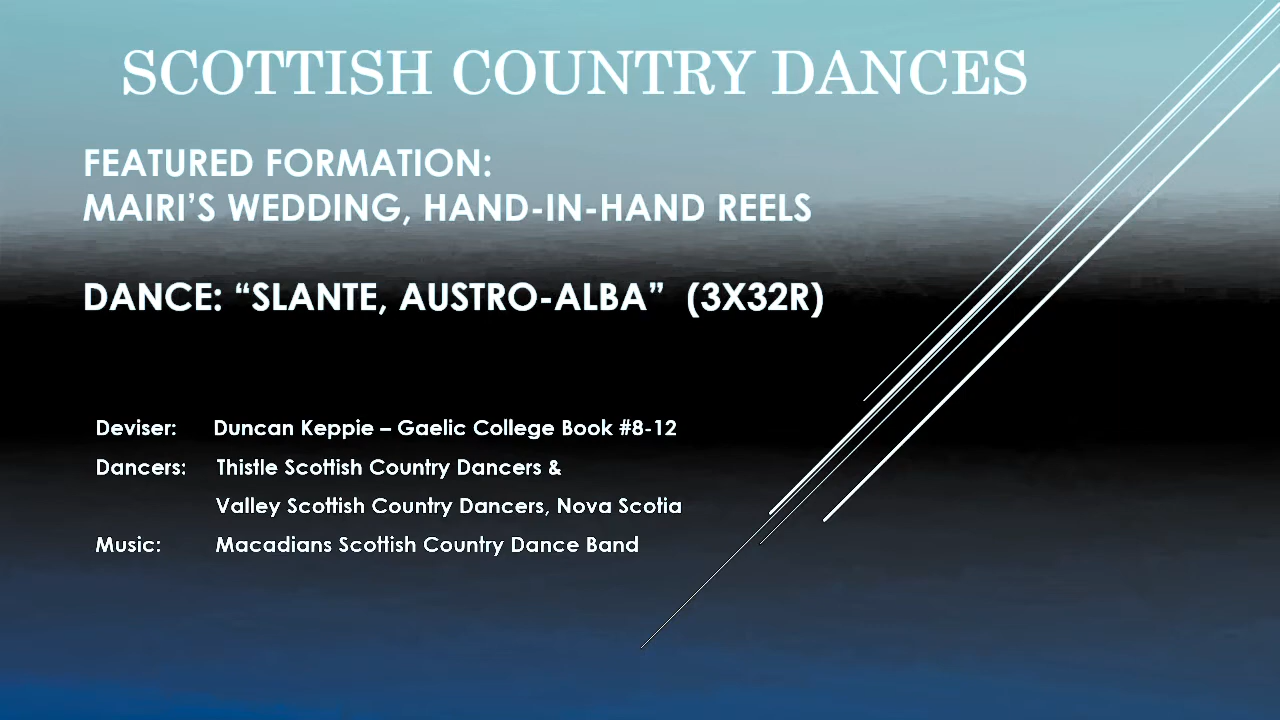 SCOTTISH COUNTRY DANCES
FEATURED FORMATION:
MAIRI’S WEDDING, HAND-IN-HAND REELS
DANCE: “SLANTE, AUSTRO-ALBA” (3X32R)
Deviser: Duncan Keppie – Gaelic College Book #8-12
Dancers: Thistle Scottish Country Dancers &
Valley Scottish Country Dancers, Nova Scotia
Music: Macadians Scottish Country Dance Band